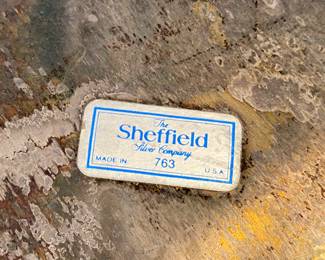 The
Sheffield
Silver Company
MADE IN 763 U.S.A.